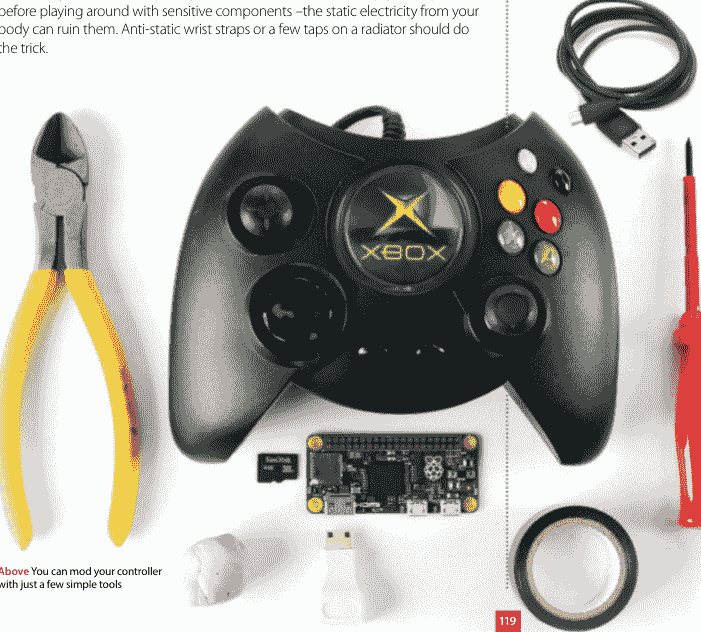 before playing around with sensitive components –the static electricity from your
body can ruin them. Anti-static wrist straps or a few taps on a radiator should do
the trick.
XBOX
SanDisk
Above You can mod your controller
with just a few simple tools
119